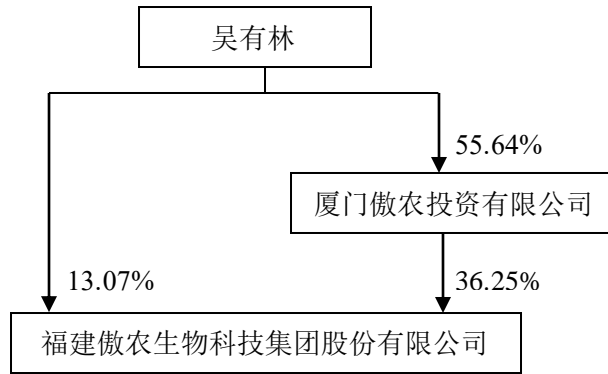 吴有林
55.64%
厦门傲农投资有限公司
13.07%
36.25%
福建傲农生物科技集团股份有限公司